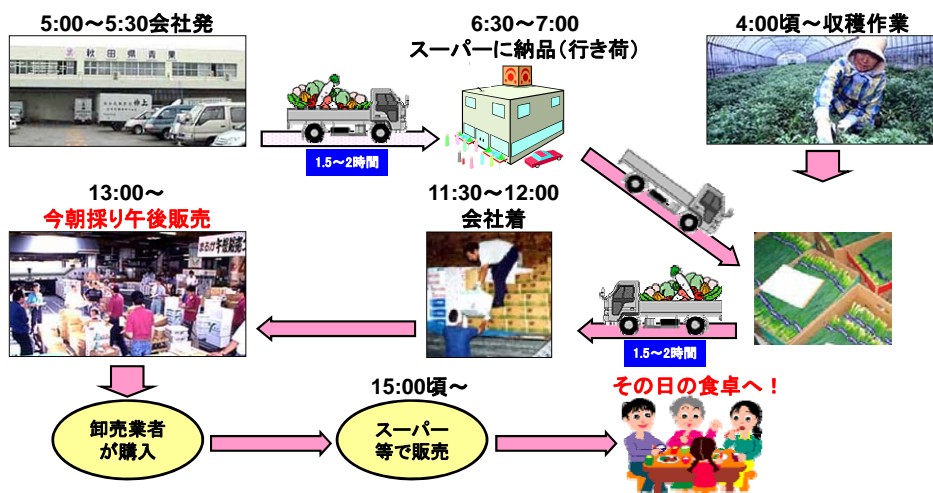 5:00～5:30会社発
6:30～7:00
スーパーに納品（行き荷）
4:00頃～収穫作業
秋田県青果
1.5～2時間
13:00～
今朝採り午後販売
11:30～12:00
会社着
1.5～2時間
15:00頃～
その日の食卓へ！
卸売業者
が購入
スーパー
等で販売